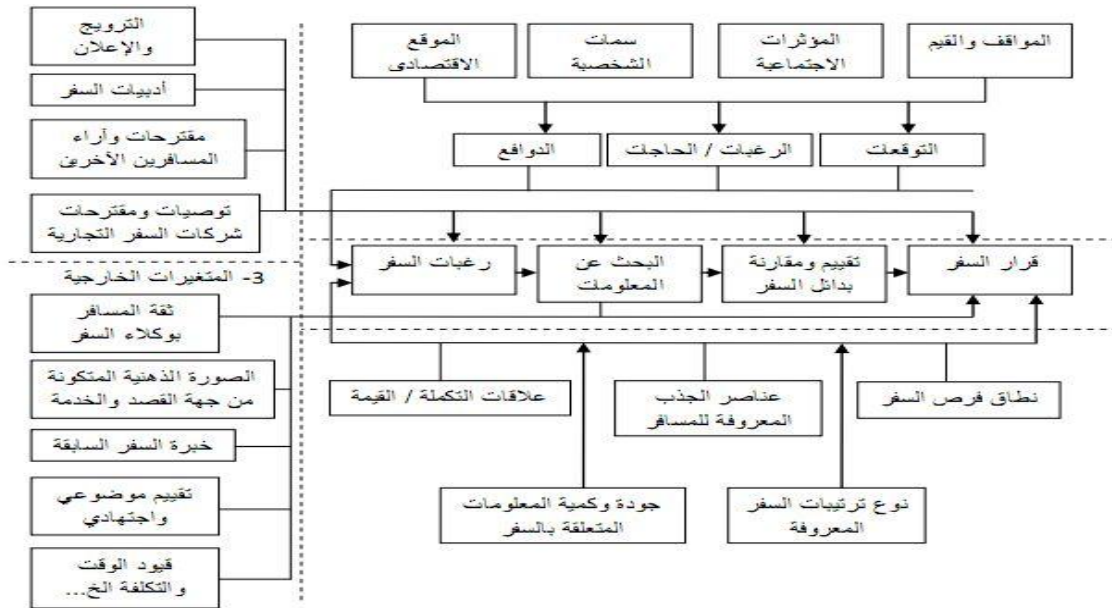 الترويج
والإعلان
أدبيات السفر
مقترحات وآراء
المسافرين الآخرين
توصيات ومقترحات
شركات السفر التجارية
الموقع
الاقتصادى
سمات
الشخصية
المؤثرات
الاجتماعية
المواقف والقيم
الدوافع
الرغبات / الحاجات
التوقعات
رغبات السفر
البحث عن
المعلومات
تقييم ومقارنة
بدائل السفر
قرار السفر
3- المتغيرات الخارجية
ثقة المسافر
بوكلاء السفر
الصورة الذهنية المتكونة
من جهة القصد والخدمة
خبرة السفر السابقة
تقييم موضوعي
واجتهادي
قيود الوقت
والتكلفة الخ...
علاقات التكملة / القيمة
عناصر الجذب
المعروفة للمسافر
نطاق فرص السفر
جودة وكمية المعلومات
المتعلقة بالسفر
نوع ترتيبات السفر
المعروفة